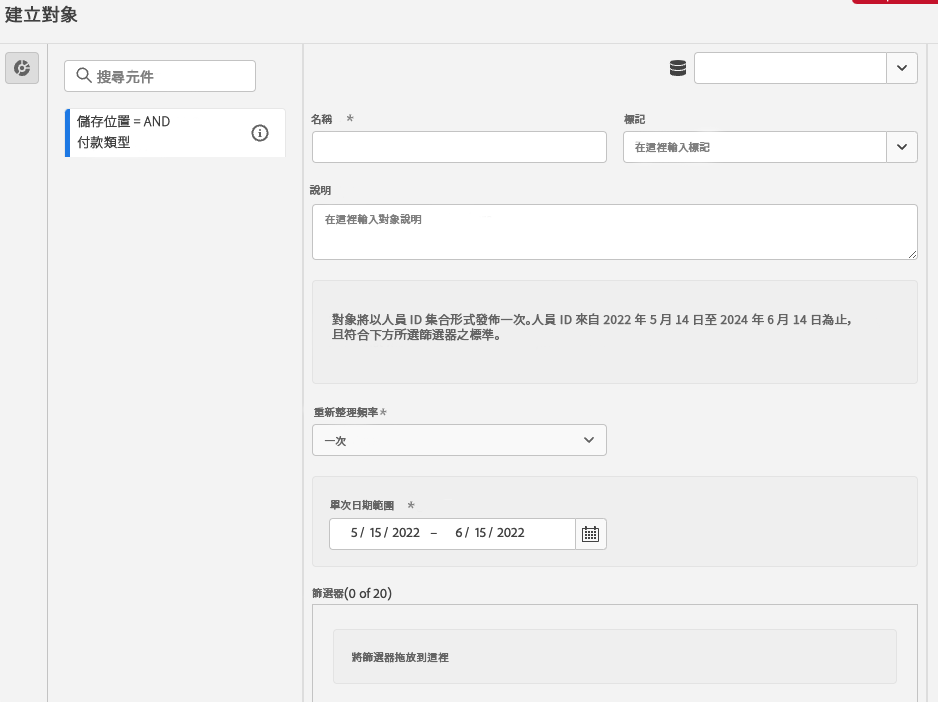 建立對象
搜尋元件
儲存位置 = AND
付款類型
名稱 *
標記
在這裡輸入標記
說明
在這裡輸入對象說明
對象將以人員 ID 集合形式發佈一次。人員 ID 來自 2022 年 5 月 14 日至 2024 年 6 月 14 日為止，
且符合下方所選篩選器之標準。
重新整理頻率*
一次
單次日期範圍 *
5 / 15 / 2022 – 6 / 15 / 2022
篩選器(0 of 20)
將篩選器拖放到這裡